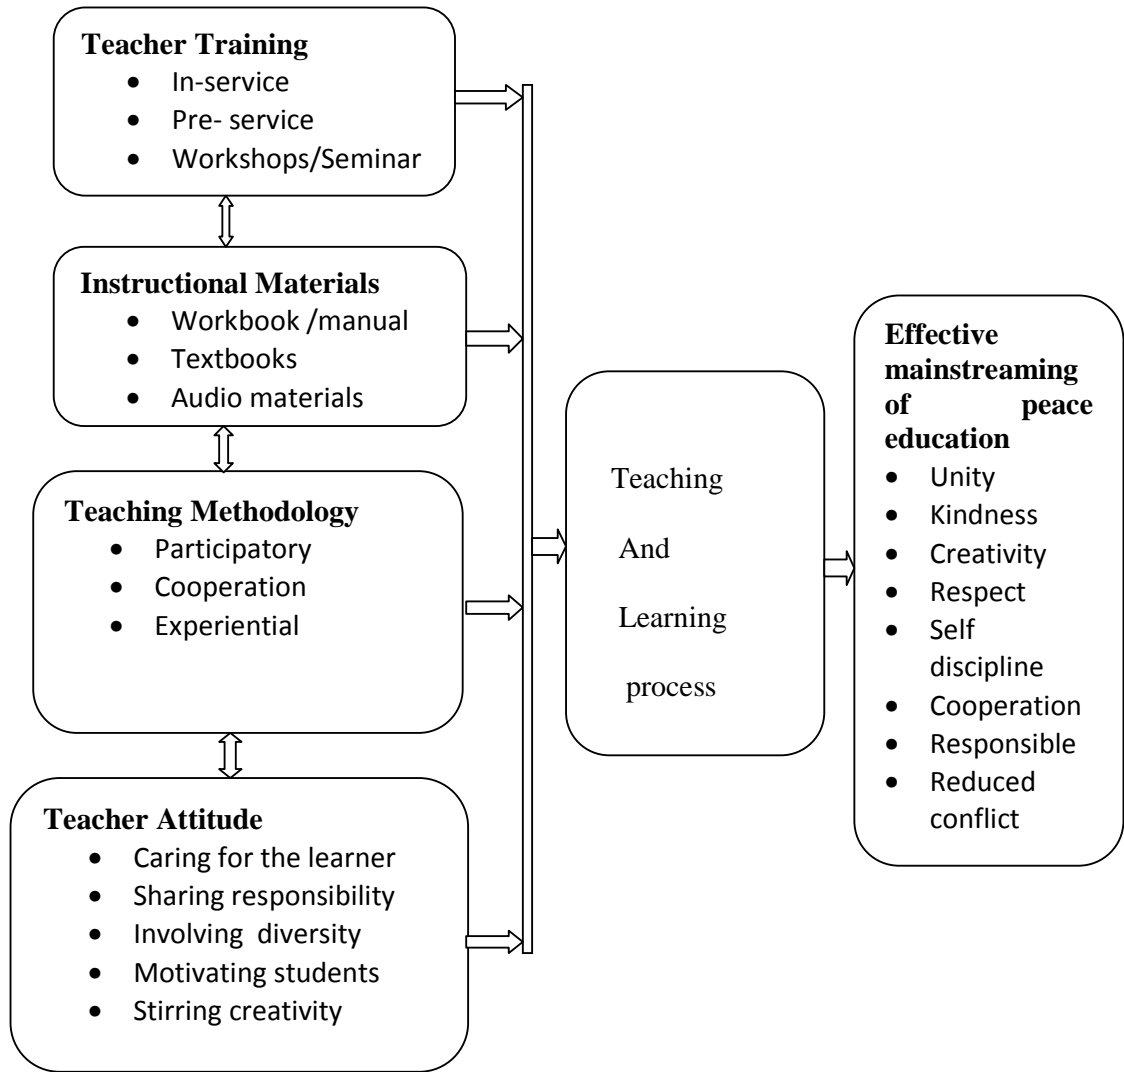 Teacher Training
• In-service
• Pre- service
• Workshops/Seminar
Instructional Materials
• Workbook /manual
• Textbooks
• Audio materials
Teaching Methodology
• Participatory
• Cooperation
• Experiential
Teacher Attitude
• Caring for the learner
• Sharing responsibility
• Involving diversity
• Motivating students
• Stirring creativity
Teaching
And
Learning
process
Effective
mainstreaming
of peace
education
• Unity
• Kindness
• Creativity
• Respect
• Self
discipline
• Cooperation
• Responsible
• Reduced
conflict